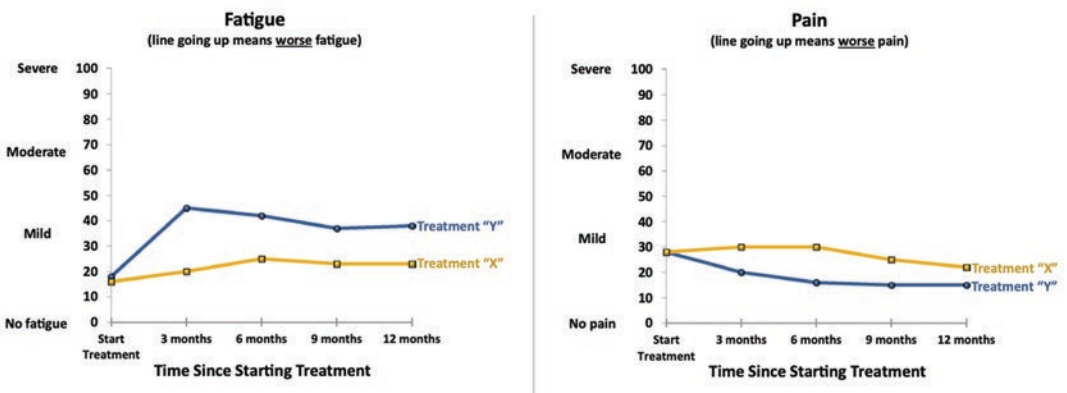 Fatigue
(line going up means worse fatigue)
Severe
100
90
80
Moderate
70
60
50
40
Mild
30
20
10
No fatigue
0
Treatment "Y"
Treatment "X"
Start
Treatment
3 months
6 months
9 months
12 months
Time Since Starting Treatment
Pain
(line going up means worse pain)
Severe
100
90
80
Moderate
70
60
50
40
Mild
30
20
10
No pain
0
Treatment "X"
Treatment "Y"
Start
Treatment
3 months
6 months
9 months
12 months
Time Since Starting Treatment